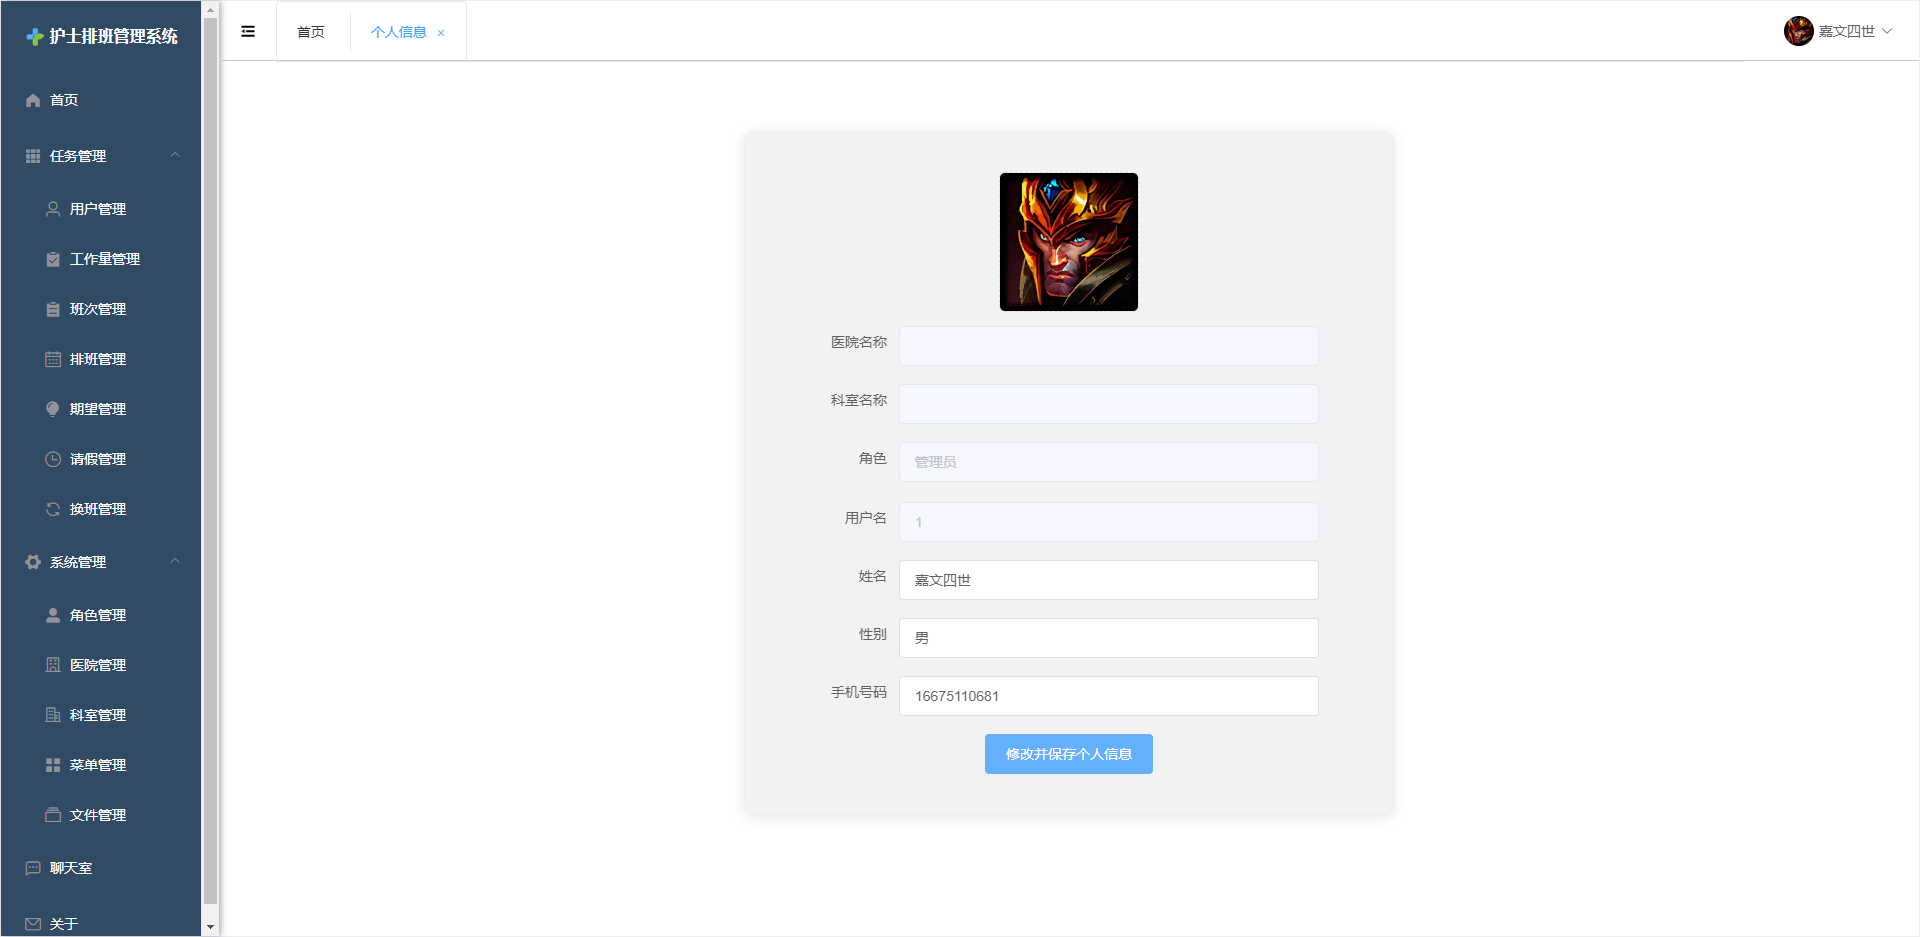 护士排班管理系统
首页
任务管理
用户管理
工作量管理
班次管理
排班管理
期望管理
请假管理
换班管理
系统管理
角色管理
医院管理
科室管理
菜单管理
文件管理
聊天室
关于
首页
个人信息
嘉文四世
医院名称
科室名称
角色 管理员
用户名 1
姓名 嘉文四世
性别 男
手机号码 16675110681
修改并保存个人信息